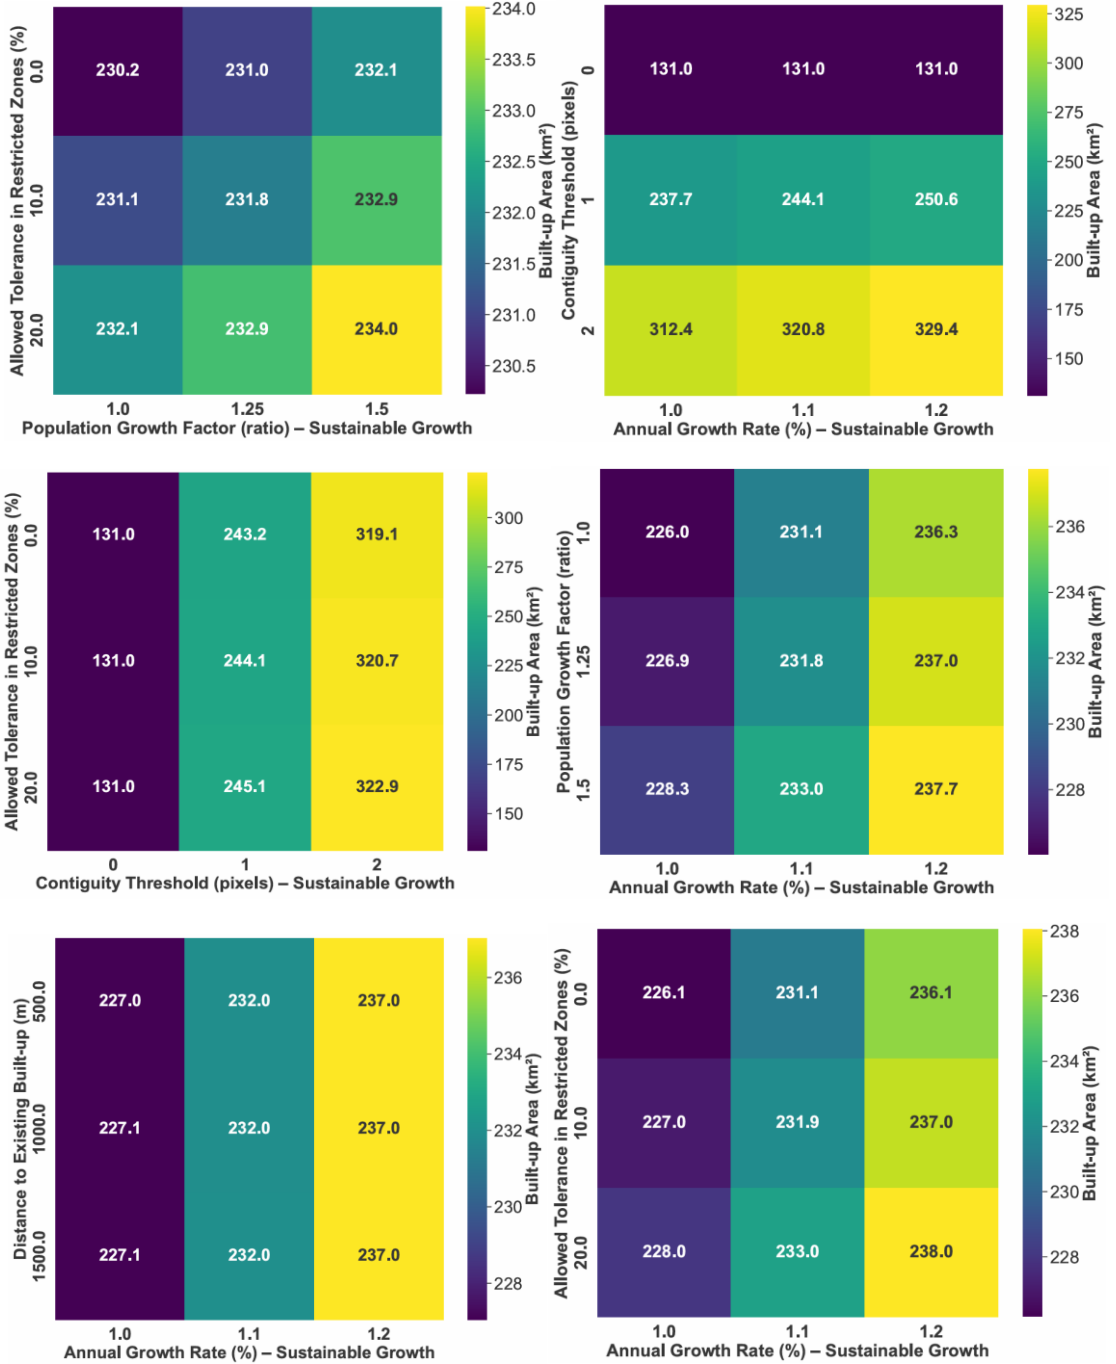 Allowed Tolerance in Restricted Zones (%)
0.0
230.2 231.0 232.1
10.0
231.1 231.8 232.9
20.0
232.1 232.9 234.0
1.0 1.25 1.5
Population Growth Factor (ratio) – Sustainable Growth
234.0
233.5
233.0
232.5
232.0
231.5
231.0
230.5
Built-up Area (km²)
Contiguity Threshold (pixels)
0
131.0 131.0 131.0
1
237.7 244.1 250.6
2
312.4 320.8 329.4
1.0 1.1 1.2
Annual Growth Rate (%) – Sustainable Growth
325
300
275
250
225
200
175
150
Built-up Area (km²)
Allowed Tolerance in Restricted Zones (%)
0.0
131.0 243.2 319.1
10.0
131.0 244.1 320.7
20.0
131.0 245.1 322.9
0 1 2
Contiguity Threshold (pixels) – Sustainable Growth
300
275
250
225
200
175
150
Built-up Area (km²)
Population Growth Factor (ratio)
1.0
226.0 231.1 236.3
1.25
226.9 231.8 237.0
1.5
228.3 233.0 237.7
1.0 1.1 1.2
Annual Growth Rate (%) – Sustainable Growth
236
234
232
230
228
Built-up Area (km²)
Distance to Existing Built-up (m)
500.0
227.0 232.0 237.0
1000.0
227.1 232.0 237.0
1500.0
227.1 232.0 237.0
1.0 1.1 1.2
Annual Growth Rate (%) – Sustainable Growth
236
234
232
230
228
Built-up Area (km²)
Allowed Tolerance in Restricted Zones (%)
0.0
226.1 231.1 236.1
10.0
227.0 231.9 237.0
20.0
228.0 233.0 238.0
1.0 1.1 1.2
Annual Growth Rate (%) – Sustainable Growth
238
236
234
232
230
228
Built-up Area (km²)